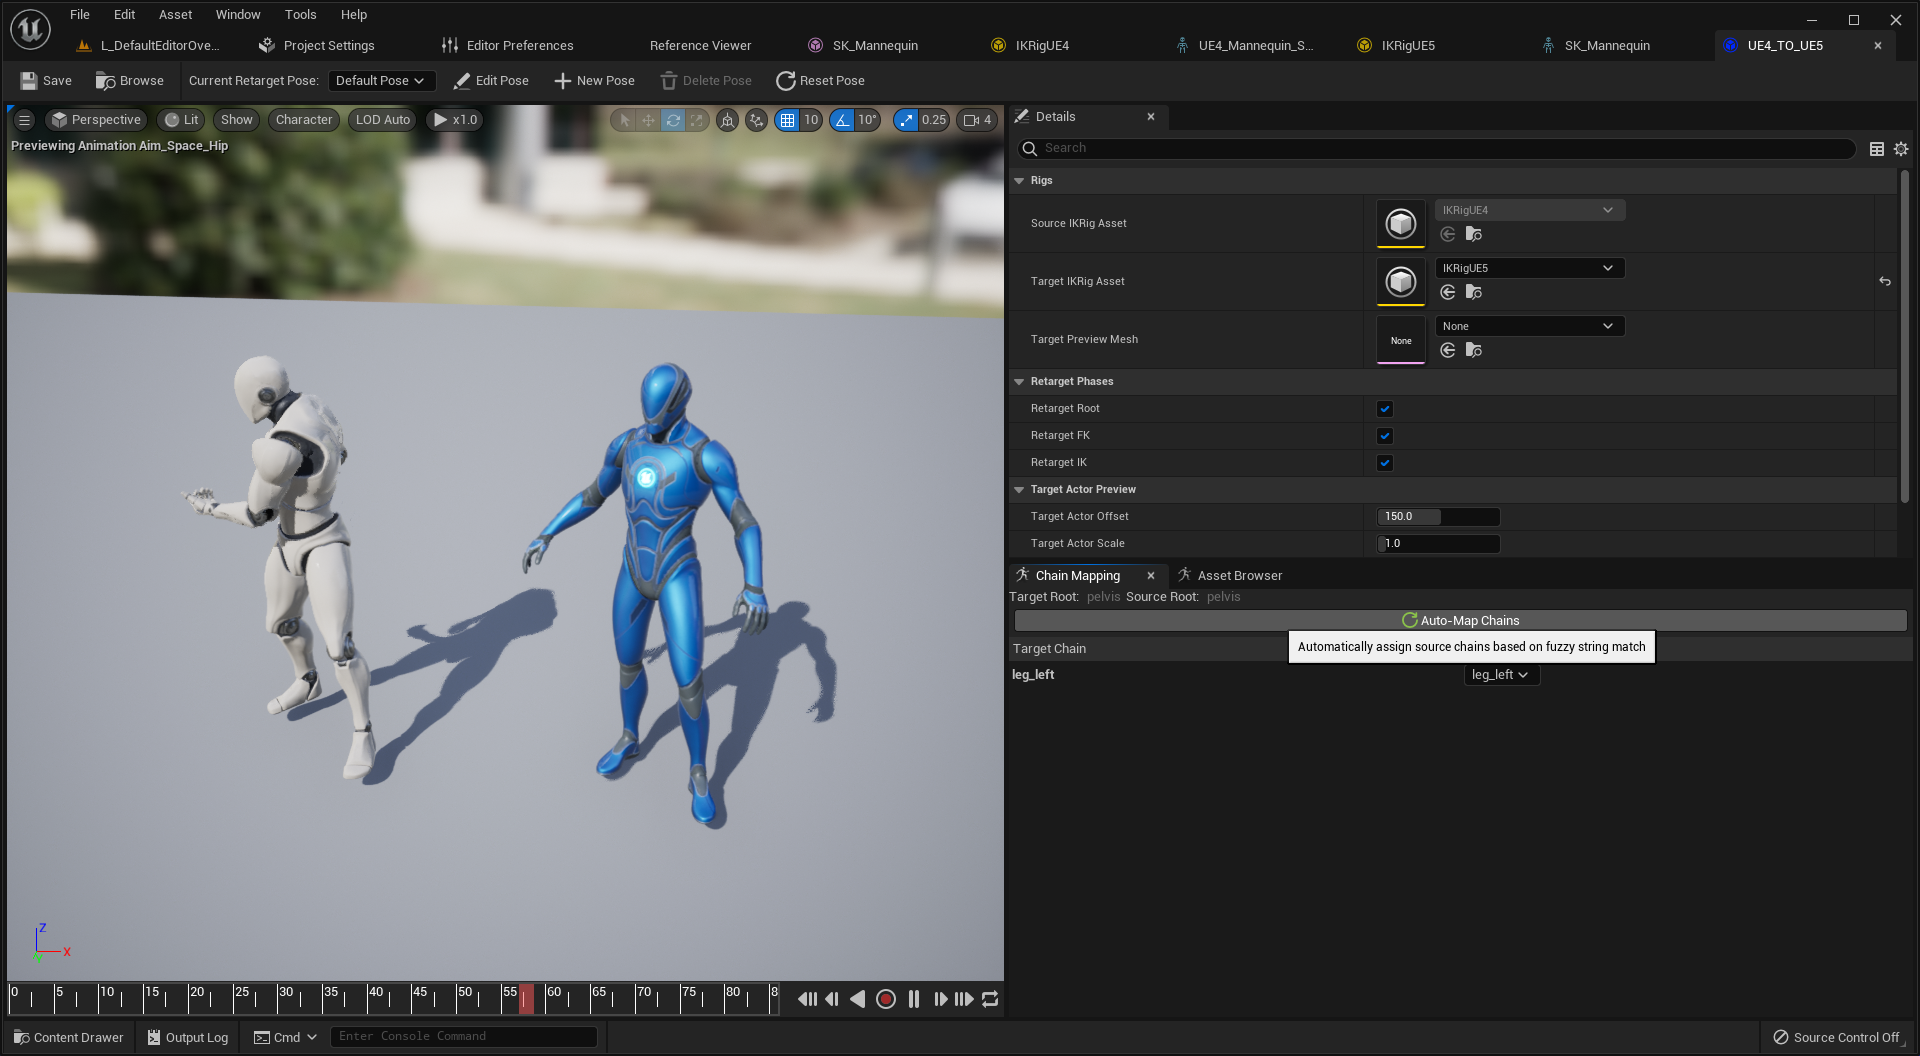 File Edit Asset Window Tools Help
L_DefaultEditorOve... Project Settings Editor Preferences Reference Viewer SK_Mannequin IKRigUE4 UE4_Mannequin_S... IKRigUE5 SK_Mannequin UE4_TO_UE5
Save Browse Current Retarget Pose: Default Pose Edit Pose New Pose Delete Pose Reset Pose
Perspective Lit Show Character LOD Auto x1.0 10 10° 0.25 4
Previewing Animation Aim_Space_Hip
Details
Search
Rigs
Source IKRig Asset IKRigUE4
Target IKRig Asset IKRigUE5
Target Preview Mesh None None
Retarget Phases
Retarget Root
Retarget FK
Retarget IK
Target Actor Preview
Target Actor Offset 150.0
Target Actor Scale 1.0
Chain Mapping Asset Browser
Target Root: pelvis Source Root: pelvis
Auto-Map Chains
Automatically assign source chains based on fuzzy string match
Target Chain
leg_left leg_left
Z
X
0 5 10 15 20 25 30 35 40 45 50 55 60 65 70 75 80 8
Content Drawer Output Log Cmd Enter Console Command Source Control Off